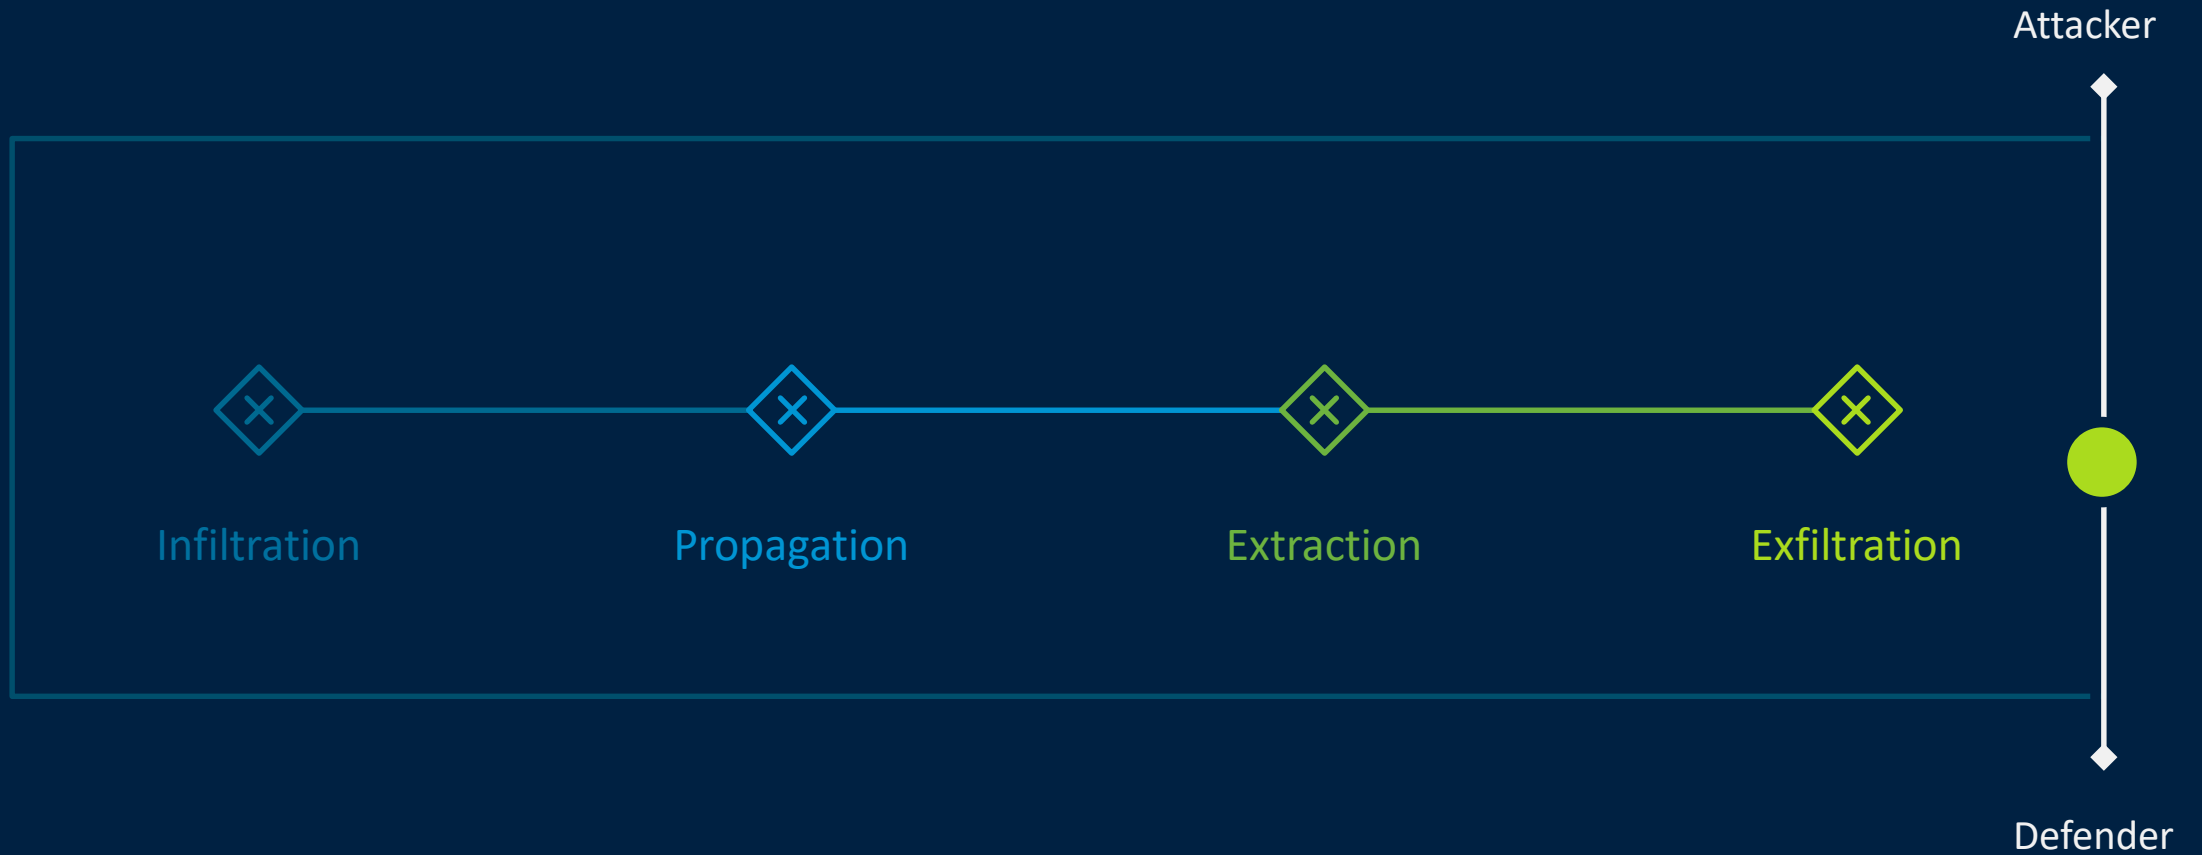 Attacker
Infiltration
Propagation
Extraction
Exfiltration
Defender